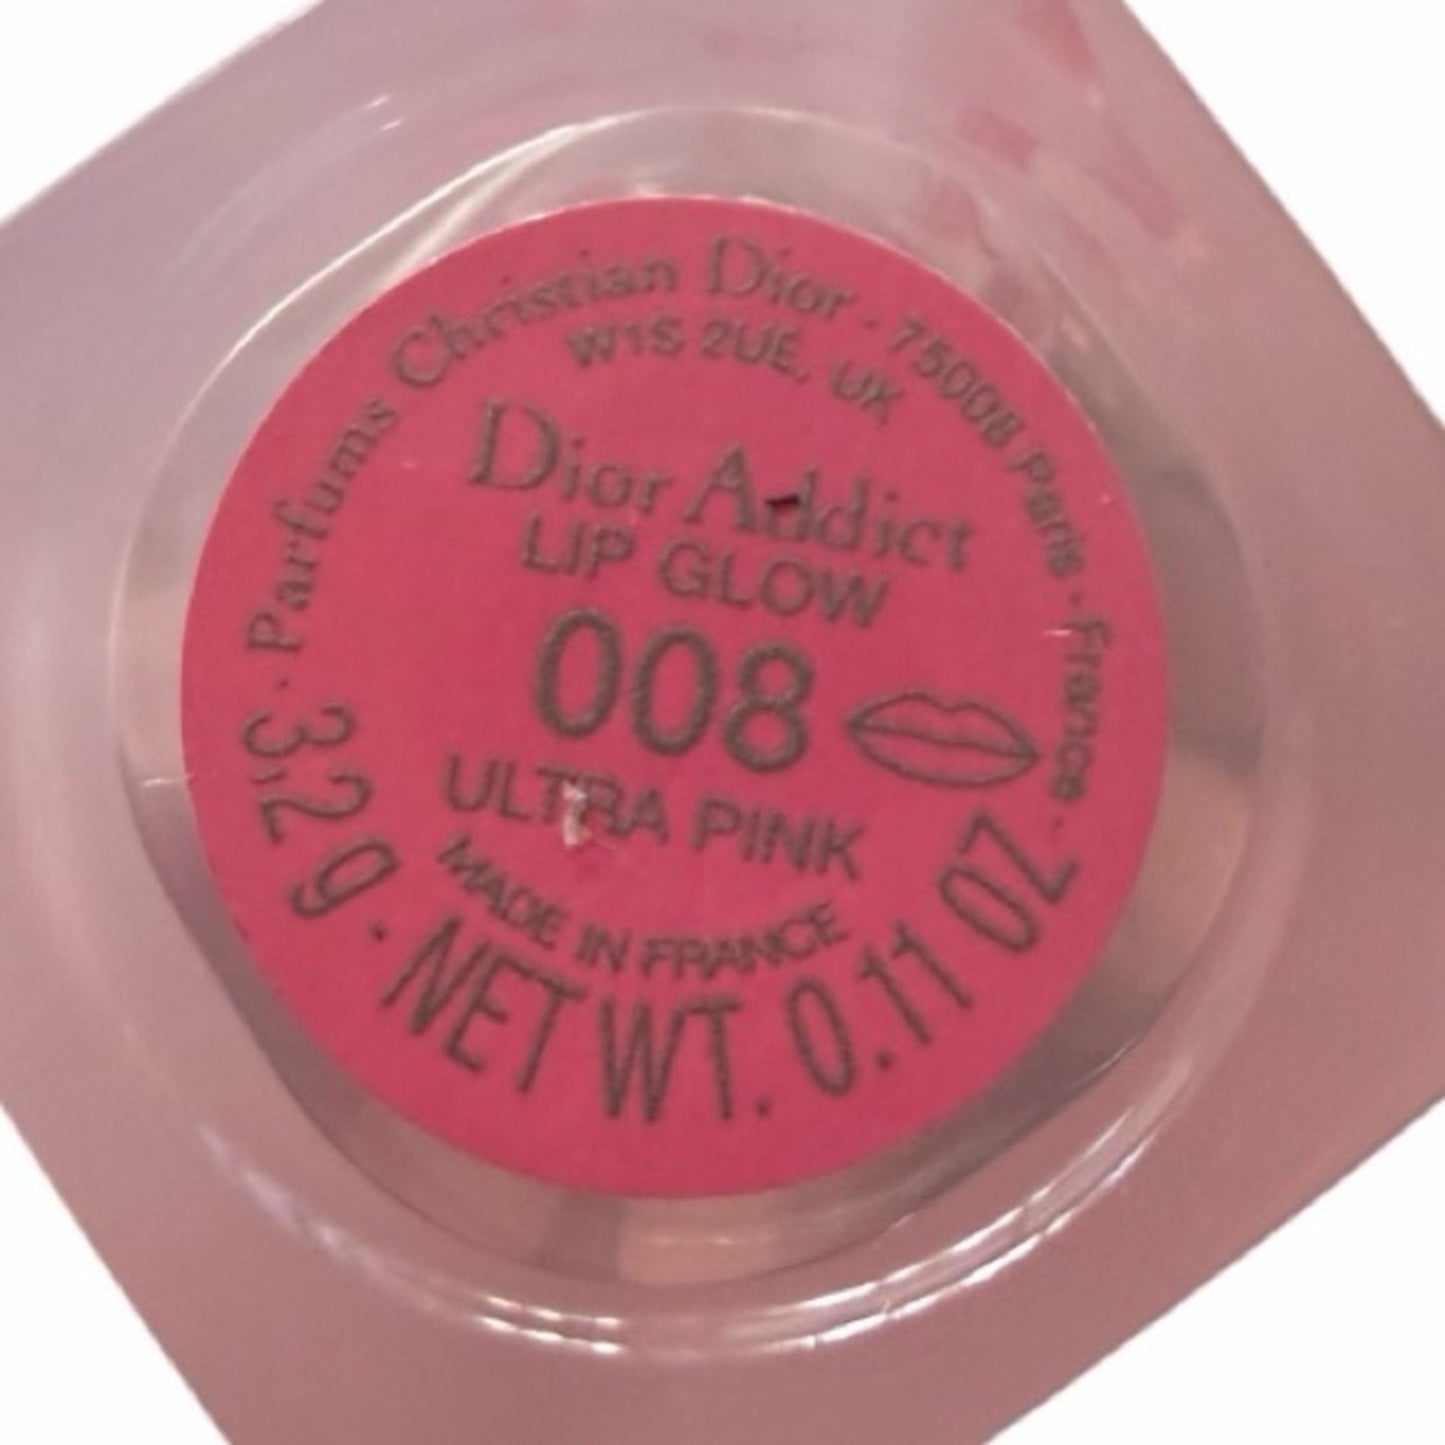 · Parfums Christian Dior · 75008 Paris · France ·
W1S 2UE, UK
Dior Addict
LIP GLOW
008
ULTRA PINK
MADE IN FRANCE
3,2 g · NET WT. 0.11 OZ